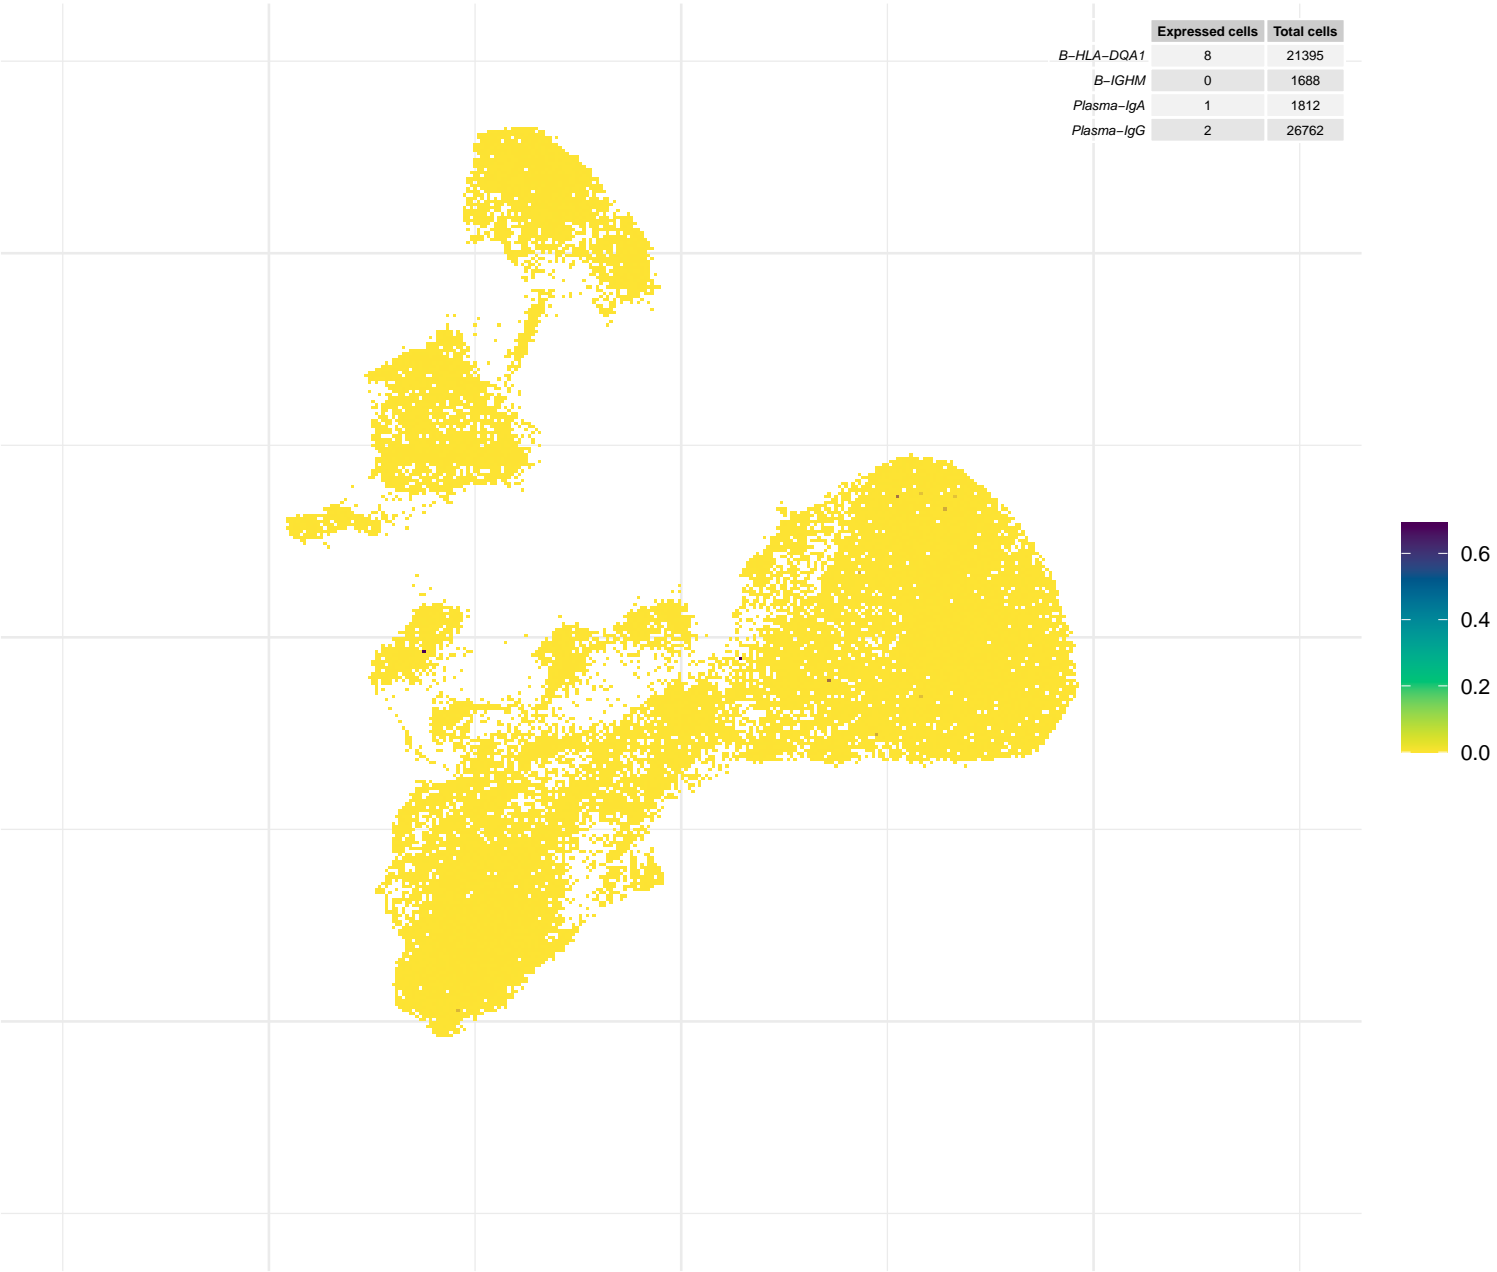 Expressed cells Total cells
B−HLA−DQA1 8 21395
B−IGHM 0 1688
Plasma−IgA 1 1812
Plasma−IgG 2 26762
0.6
0.4
0.2
0.0